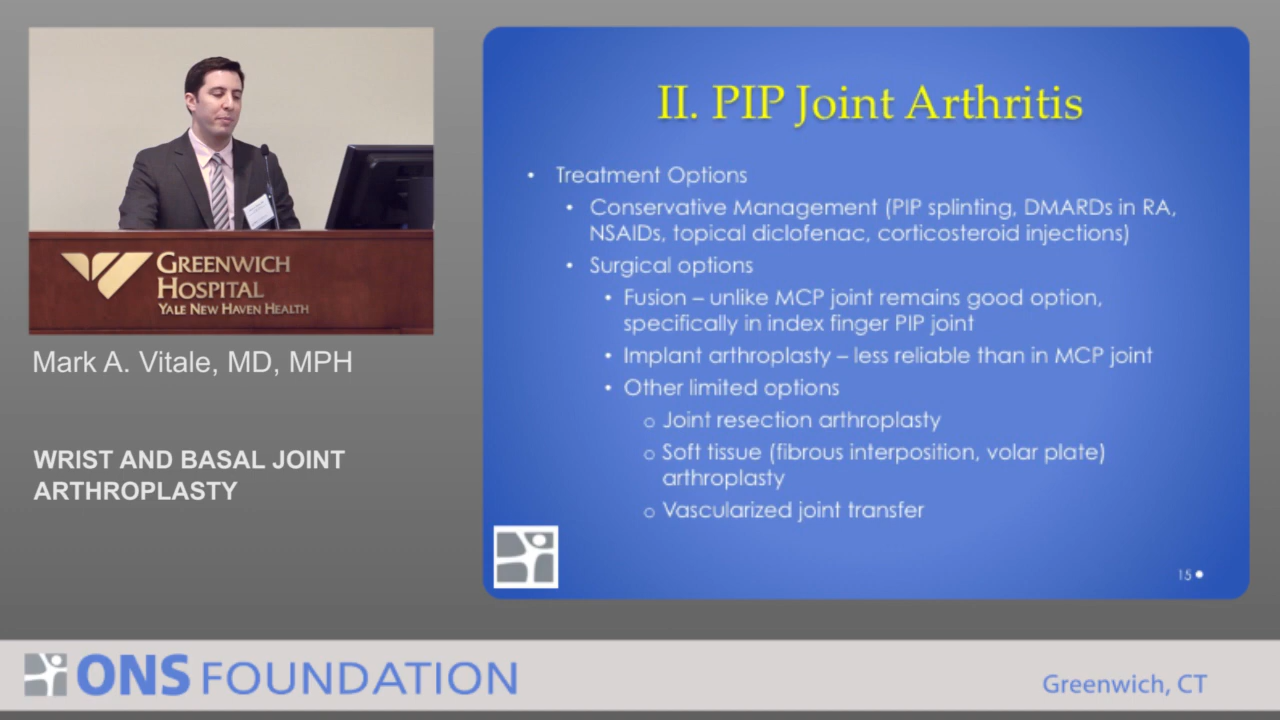 GREENWICH
HOSPITAL
YALE NEW HAVEN HEALTH
Mark A. Vitale, MD, MPH
WRIST AND BASAL JOINT
ARTHROPLASTY
II. PIP Joint Arthritis
• Treatment Options
• Conservative Management (PIP splinting, DMARDs in RA,
NSAIDs, topical diclofenac, corticosteroid injections)
• Surgical options
• Fusion – unlike MCP joint remains good option,
specifically in index finger PIP joint
• Implant arthroplasty – less reliable than in MCP joint
• Other limited options
o Joint resection arthroplasty
o Soft tissue (fibrous interposition, volar plate)
arthroplasty
o Vascularized joint transfer
15 •
ONS FOUNDATION
Greenwich, CT